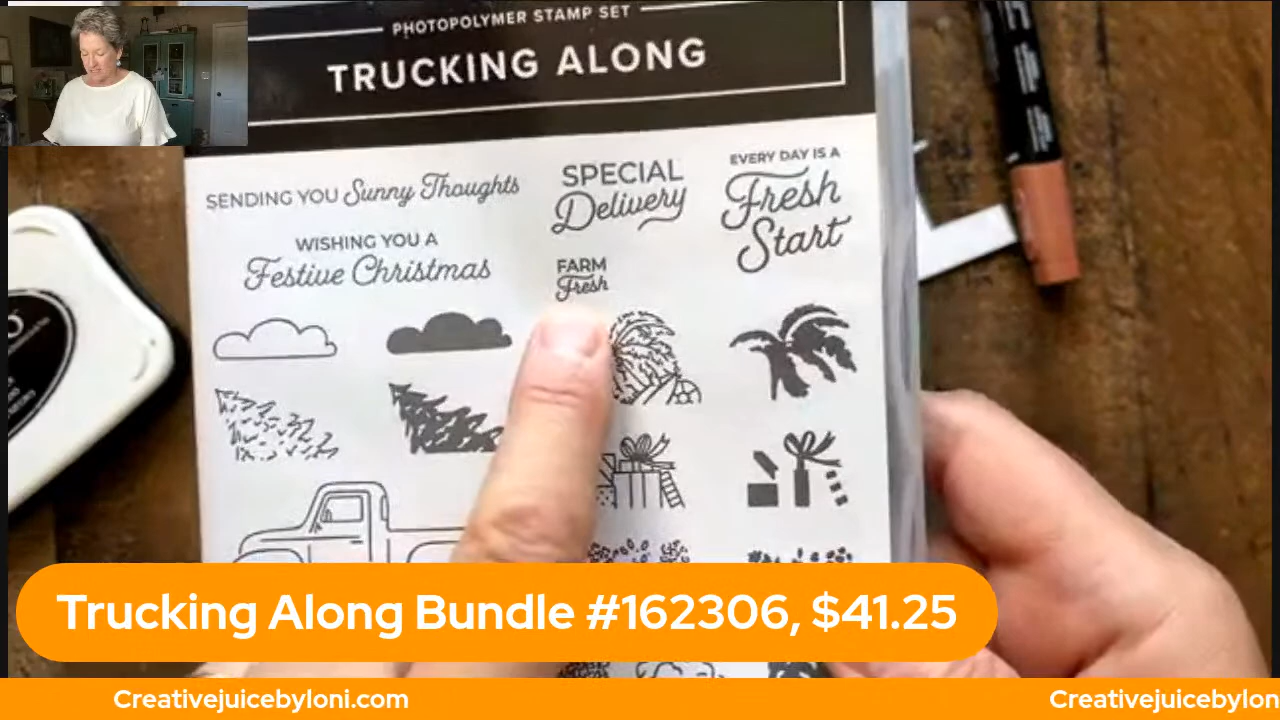 PHOTOPOLYMER STAMP SET
TRUCKING ALONG
SENDING YOU Sunny Thoughts
SPECIAL
Delivery
EVERY DAY IS A
Fresh
Start
WISHING YOU A
Festive Christmas
FARM
Fresh
Trucking Along Bundle #162306, $41.25
Creativejuicebyloni.com
Creativejuicebylon